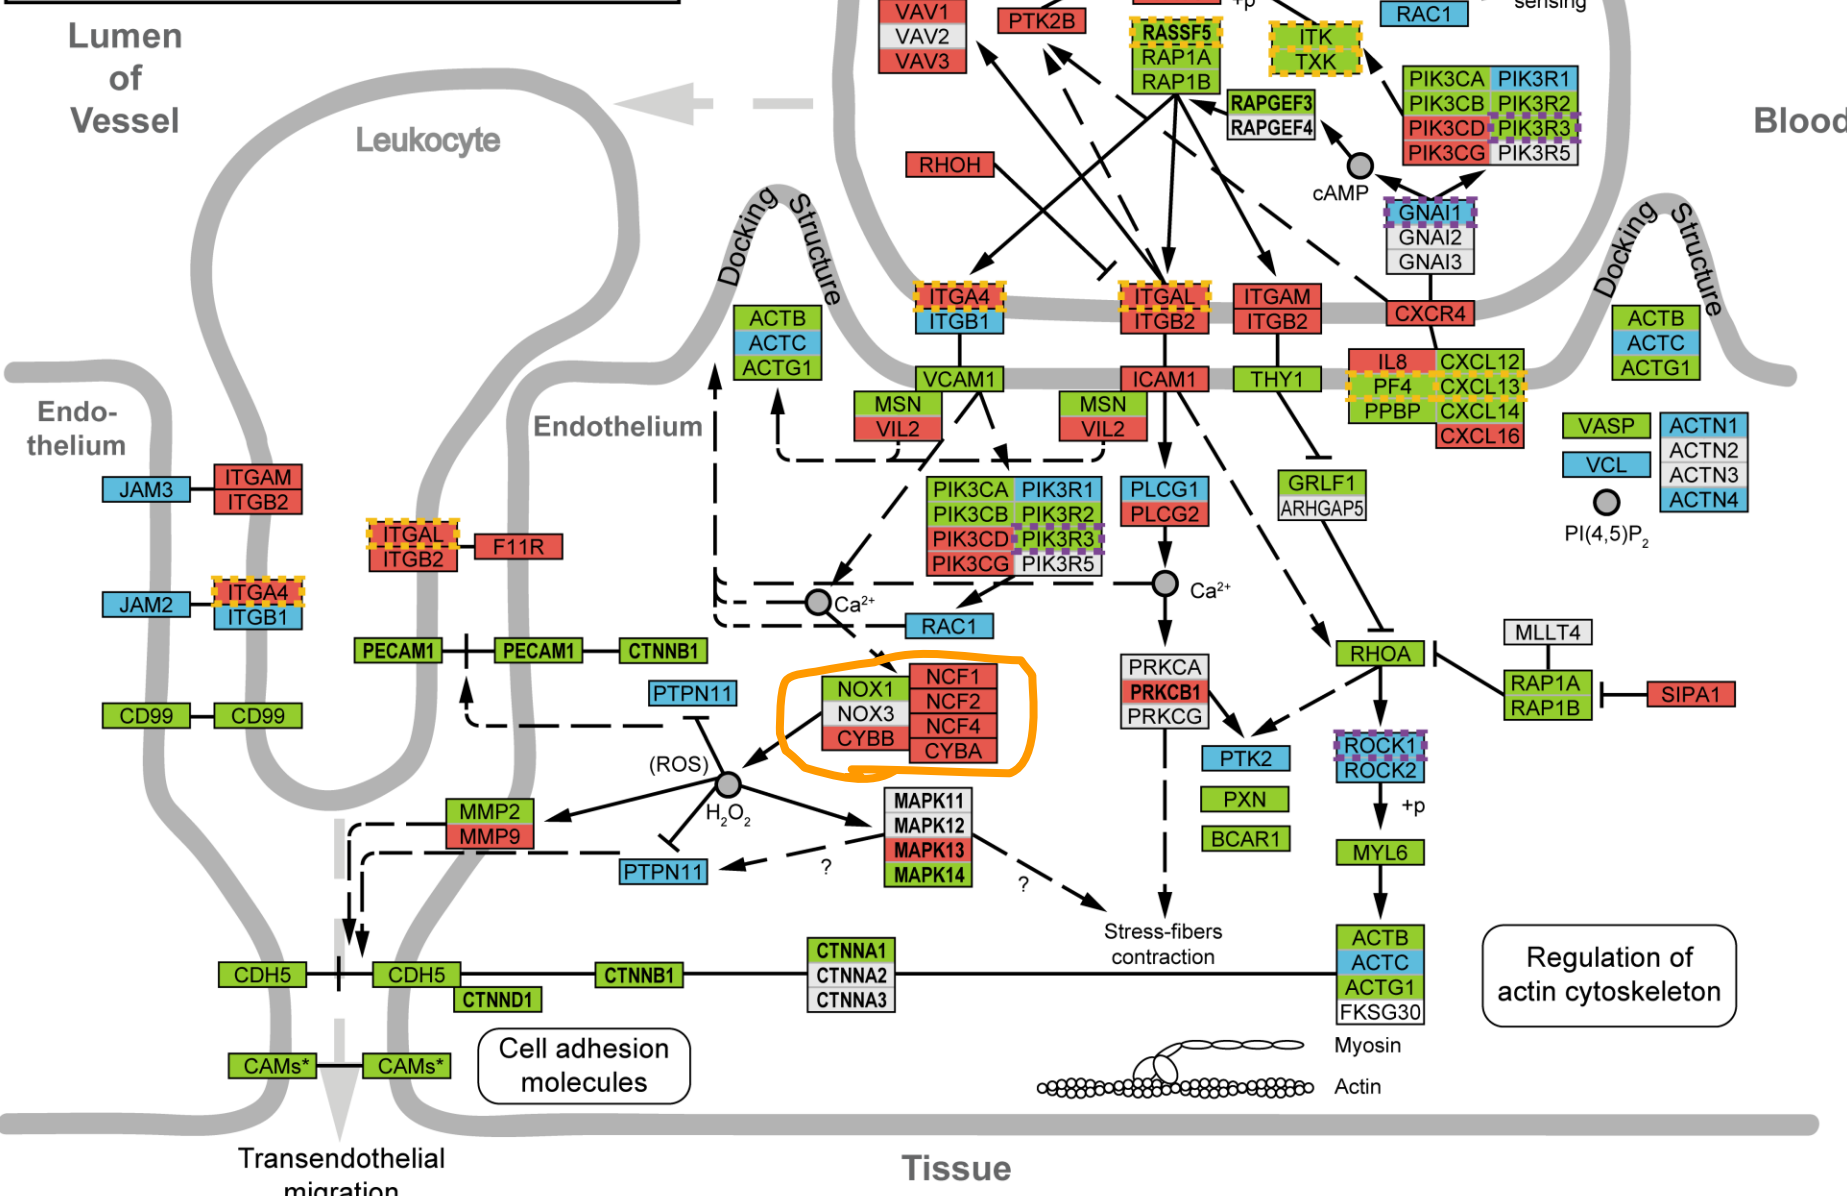 +p
sensing
VAV1
VAV2
VAV3
PTK2B
RASSF5
RAP1A
RAP1B
ITK
TXK
RAC1
Lumen
of
Vessel
Leukocyte
Blood
PIK3CA PIK3R1
PIK3CB PIK3R2
PIK3CD PIK3R3
PIK3CG PIK3R5
RAPGEF3
RAPGEF4
RHOH
cAMP
GNAI1
GNAI2
GNAI3
Docking
Structure
Docking
Structure
ITGA4
ITGB1
ITGAL
ITGB2
ITGAM
ITGB2
CXCR4
ACTB
ACTC
ACTG1
ACTB
ACTC
ACTG1
VCAM1
ICAM1
THY1
IL8 CXCL12
PF4 CXCL13
PPBP CXCL14
CXCL16
Endo-
thelium
Endothelium
MSN
VIL2
MSN
VIL2
VASP
VCL
PI(4,5)P2
ACTN1
ACTN2
ACTN3
ACTN4
JAM3
ITGAM
ITGB2
ITGAL
ITGB2
F11R
PIK3CA PIK3R1
PIK3CB PIK3R2
PIK3CD PIK3R3
PIK3CG PIK3R5
PLCG1
PLCG2
GRLF1
ARHGAP5
JAM2
ITGA4
ITGB1
Ca2+
Ca2+
RAC1
PECAM1
PECAM1
CTNNB1
RHOA
MLLT4
RAP1A
RAP1B
SIPA1
PTPN11
NOX1
NOX3
CYBB
NCF1
NCF2
NCF4
CYBA
PRKCA
PRKCB1
PRKCG
CD99
CD99
(ROS)
H2O2
PTK2
PXN
BCAR1
ROCK1
ROCK2
+p
MMP2
MMP9
MAPK11
MAPK12
MAPK13
MAPK14
PTPN11
?
?
MYL6
Stress-fibers
contraction
CDH5
CDH5
CTNND1
CTNNB1
CTNNA1
CTNNA2
CTNNA3
ACTB
ACTC
ACTG1
FKSG30
Regulation of
actin cytoskeleton
CAMs*
CAMs*
Cell adhesion
molecules
Myosin
Actin
Transendothelial
migration
Tissue